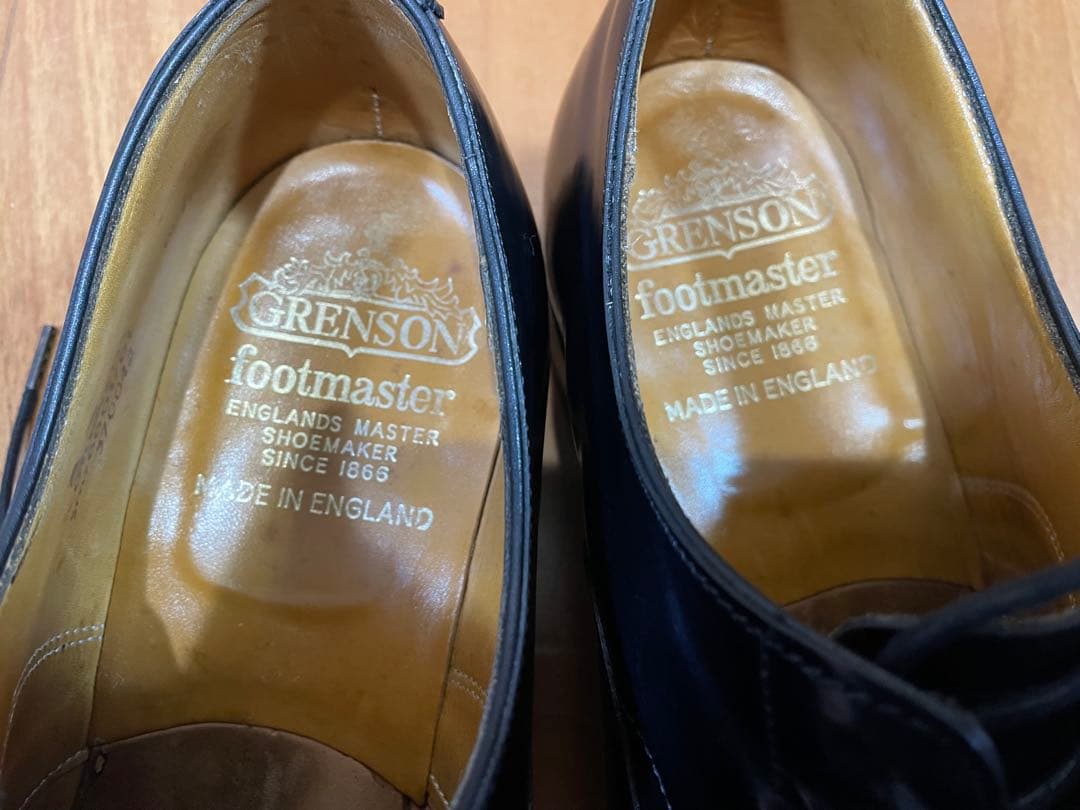 GRENSON
footmaster
ENGLANDS MASTER
SHOEMAKER
SINCE 1866
MADE IN ENGLAND
GRENSON
footmaster
ENGLANDS MASTER
SHOEMAKER
SINCE 1866
MADE IN ENGLAND